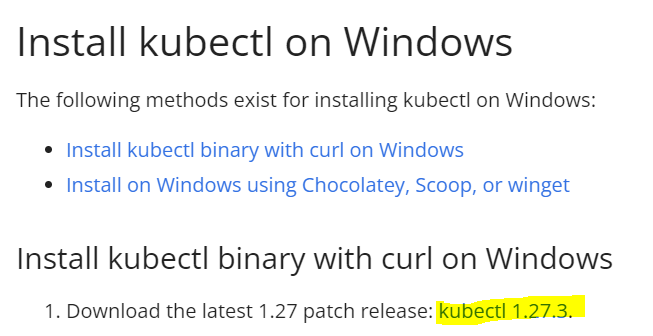 Install kubectl on Windows
The following methods exist for installing kubectl on Windows:
• Install kubectl binary with curl on Windows
• Install on Windows using Chocolatey, Scoop, or winget
Install kubectl binary with curl on Windows
1. Download the latest 1.27 patch release: kubectl 1.27.3.